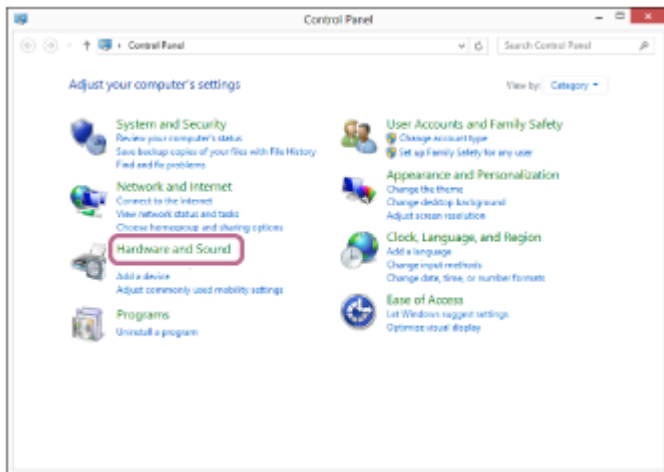 Control Panel
Control Panel
Search Control Panel
Adjust your computer's settings
View by: Category
System and Security
Review your computer's status
Save backup copies of your files with File History
Find and fix problems
Network and Internet
Connect to the Internet
View network status and tasks
Choose homegroup and sharing options
Hardware and Sound
Add a device
Adjust commonly used mobility settings
Programs
Uninstall a program
User Accounts and Family Safety
Change account type
Set up Family Safety for any user
Appearance and Personalization
Change the theme
Change desktop background
Adjust screen resolution
Clock, Language, and Region
Add a language
Change input methods
Change date, time, or number formats
Ease of Access
Let Windows suggest settings
Optimize visual display